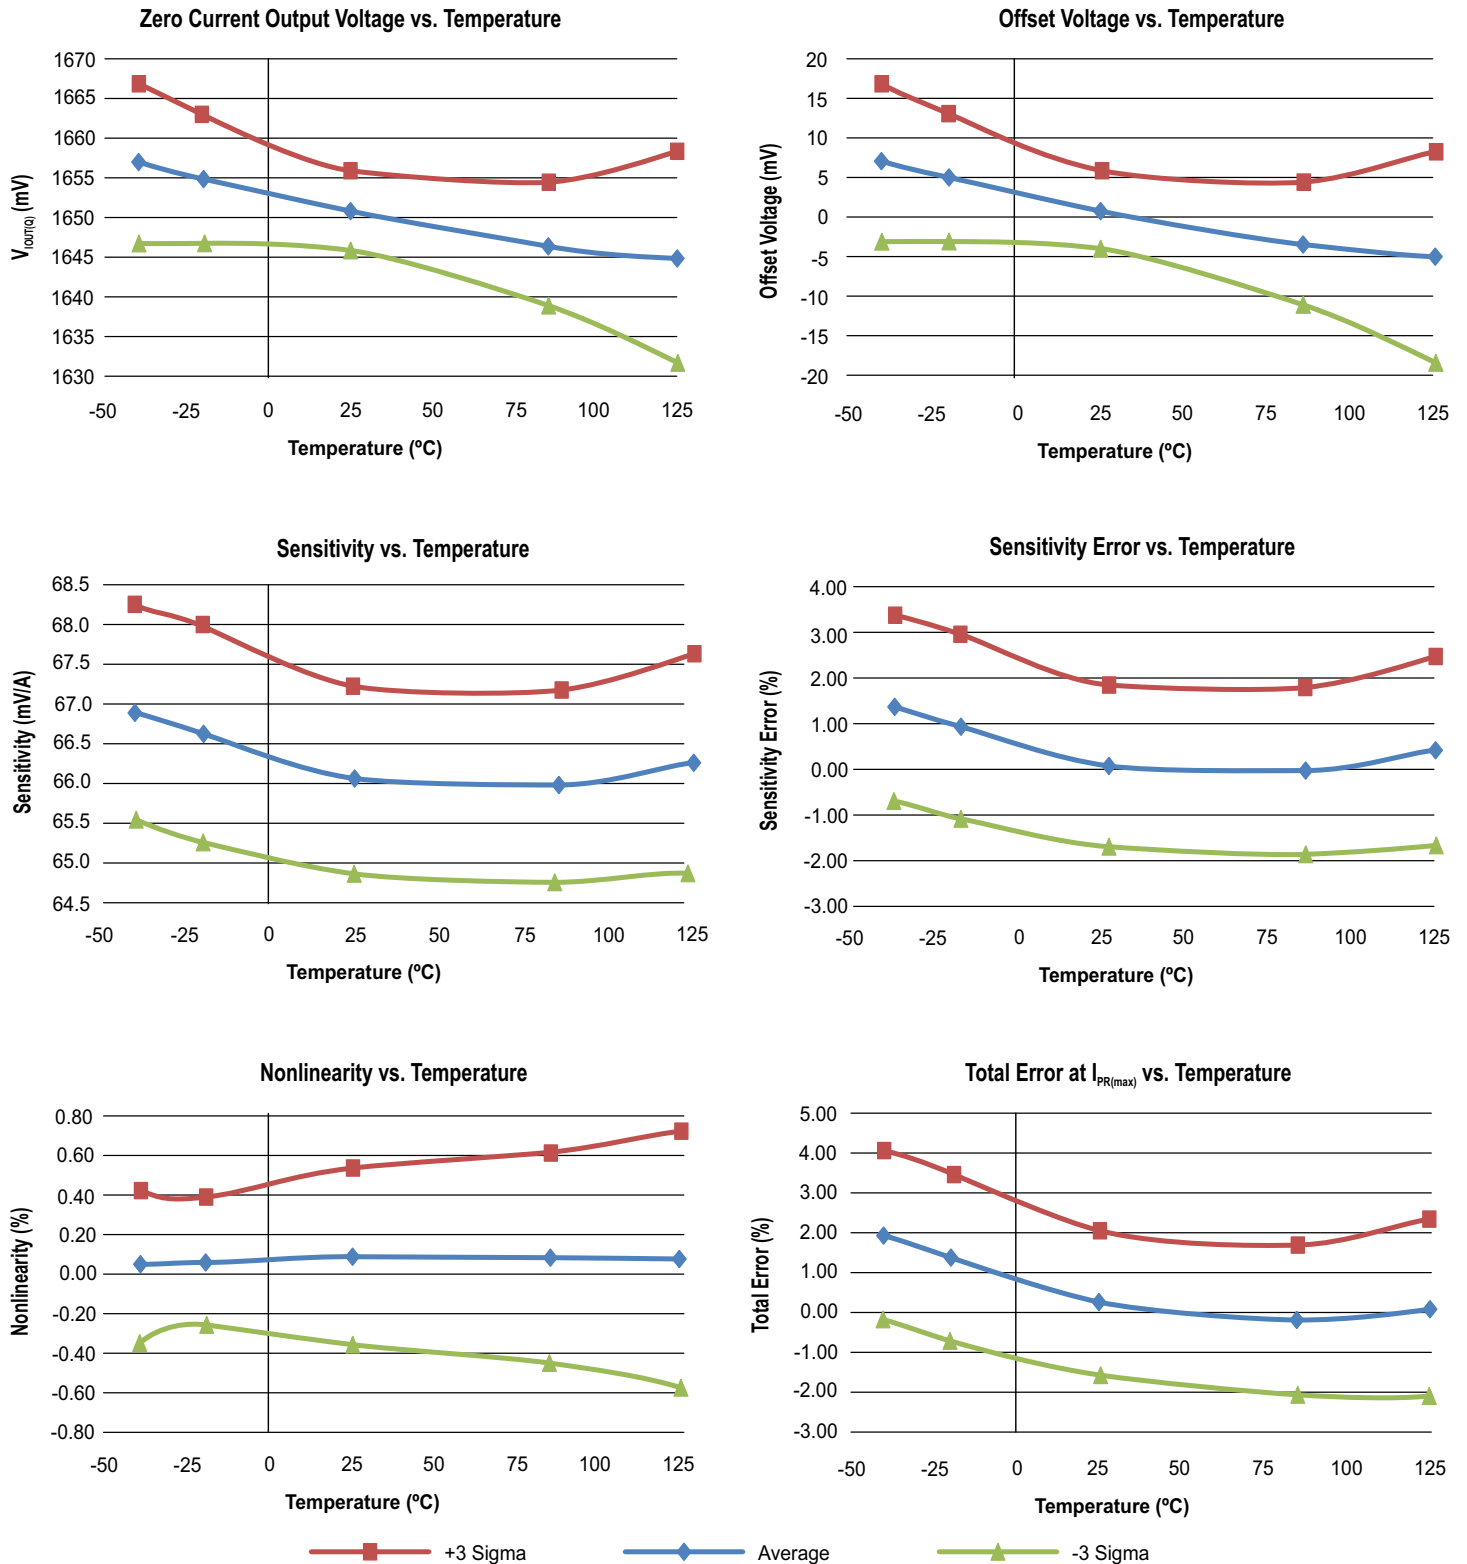 Zero Current Output Voltage vs. Temperature
1670
1665
1660
1655
1650
1645
1640
1635
1630
VIOUT(Q) (mV)
-50 -25 0 25 50 75 100 125
Temperature (ºC)
Offset Voltage vs. Temperature
20
15
10
5
0
-5
-10
-15
-20
Offset Voltage (mV)
-50 -25 0 25 50 75 100 125
Temperature (ºC)
Sensitivity vs. Temperature
68.5
68.0
67.5
67.0
66.5
66.0
65.5
65.0
64.5
Sensitivity (mV/A)
-50 -25 0 25 50 75 100 125
Temperature (ºC)
Sensitivity Error vs. Temperature
4.00
3.00
2.00
1.00
0.00
-1.00
-2.00
-3.00
Sensitivity Error (%)
-50 -25 0 25 50 75 100 125
Temperature (ºC)
Nonlinearity vs. Temperature
0.80
0.60
0.40
0.20
0.00
-0.20
-0.40
-0.60
-0.80
Nonlinearity (%)
-50 -25 0 25 50 75 100 125
Temperature (ºC)
Total Error at IPR(max) vs. Temperature
5.00
4.00
3.00
2.00
1.00
0.00
-1.00
-2.00
-3.00
Total Error (%)
-50 -25 0 25 50 75 100 125
Temperature (ºC)
+3 Sigma
Average
-3 Sigma